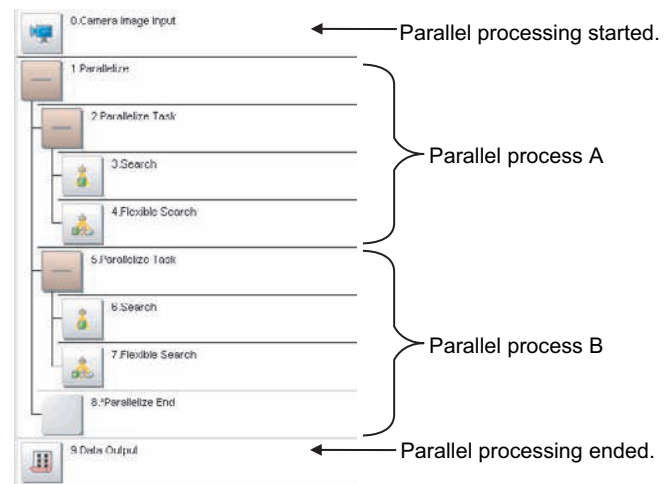 0.Camera Image Input
Parallel processing started.
1.Parallelize
2.Parallelize Task
3.Search
Parallel process A
4.Flexible Search
5.Parallelize Task
6.Search
Parallel process B
7.Flexible Search
8.*Parallelize End
9.Data Output
Parallel processing ended.